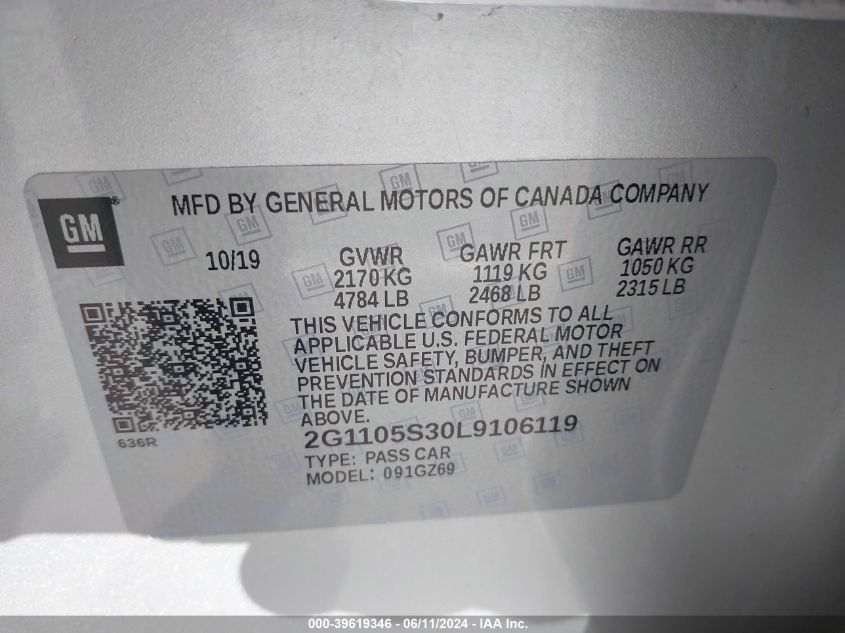 GM
MFD BY GENERAL MOTORS OF CANADA COMPANY
10/19 GVWR GAWR FRT GAWR RR
2170 KG 1119 KG 1050 KG
4784 LB 2468 LB 2315 LB
THIS VEHICLE CONFORMS TO ALL
APPLICABLE U.S. FEDERAL MOTOR
VEHICLE SAFETY, BUMPER, AND THEFT
PREVENTION STANDARDS IN EFFECT ON
THE DATE OF MANUFACTURE SHOWN
ABOVE.
636R
2G1105S30L9106119
TYPE: PASS CAR
MODEL: 091GZ69
000-39619346 - 06/11/2024 - IAA Inc.